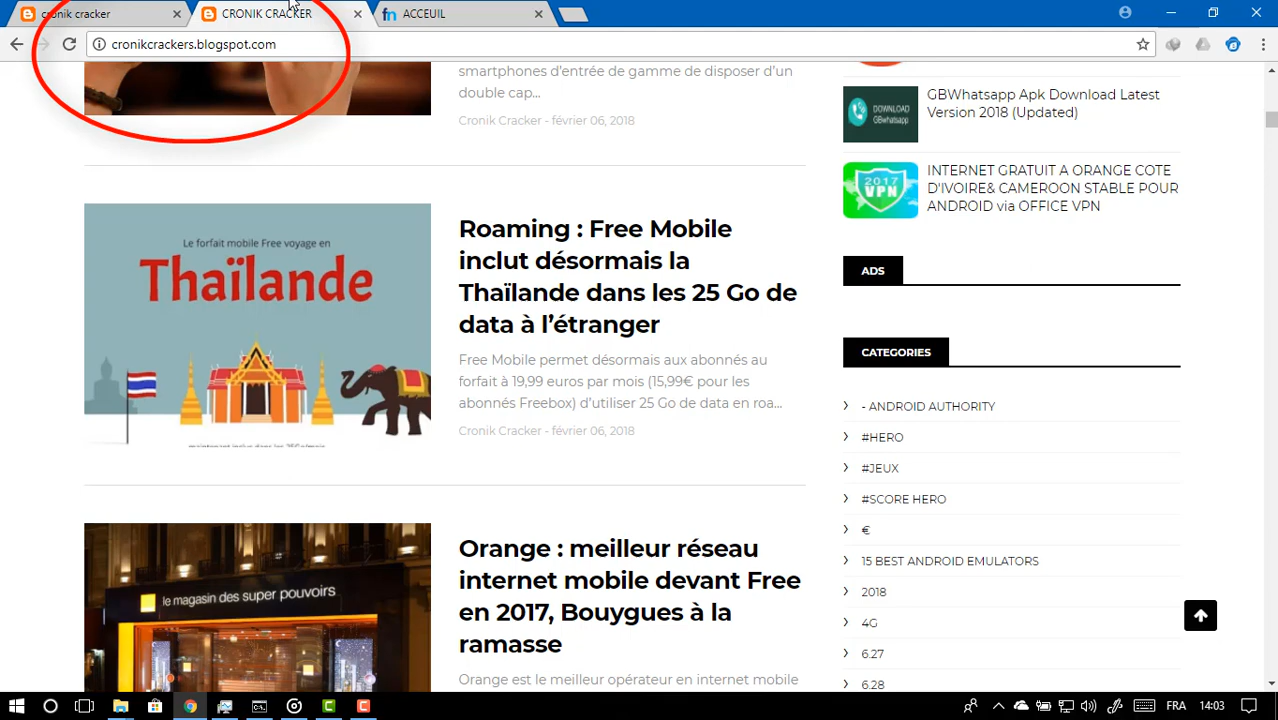 cronik cracker
CRONIK CRACKER
fn ACCEUIL
cronikcrackers.blogspot.com
smartphones d'entrée de gamme de disposer d'un
double cap...
Cronik Cracker - février 06, 2018
Le forfait mobile Free voyage en
Thaïlande
Roaming : Free Mobile
inclut désormais la
Thaïlande dans les 25 Go de
data à l'étranger
Free Mobile permet désormais aux abonnés au
forfait à 19,99 euros par mois (15,99€ pour les
abonnés Freebox) d'utiliser 25 Go de data en roa...
Cronik Cracker - février 06, 2018
le magasin des super pouvoirs
Orange : meilleur réseau
internet mobile devant Free
en 2017, Bouygues à la
ramasse
Orange est le meilleur opérateur en internet mobile
DOWNLOAD
GBWhatsapp
GBWhatsapp Apk Download Latest
Version 2018 (Updated)
2017
VPN
INTERNET GRATUIT A ORANGE COTE
D'IVOIRE& CAMEROON STABLE POUR
ANDROID via OFFICE VPN
ADS
CATEGORIES
- ANDROID AUTHORITY
#HERO
#JEUX
#SCORE HERO
€
15 BEST ANDROID EMULATORS
2018
4G
6.27
6.28
FRA
14:03